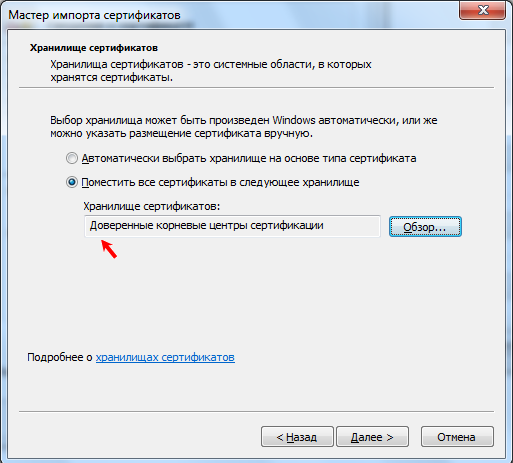 Мастер импорта сертификатов
Хранилище сертификатов
Хранилища сертификатов - это системные области, в которых
хранятся сертификаты.
Выбор хранилища может быть произведен Windows автоматически, или же
можно указать размещение сертификата вручную.
Автоматически выбрать хранилище на основе типа сертификата
Поместить все сертификаты в следующее хранилище
Хранилище сертификатов:
Доверенные корневые центры сертификации
Обзор...
Подробнее о хранилищах сертификатов
< Назад
Далее >
Отмена